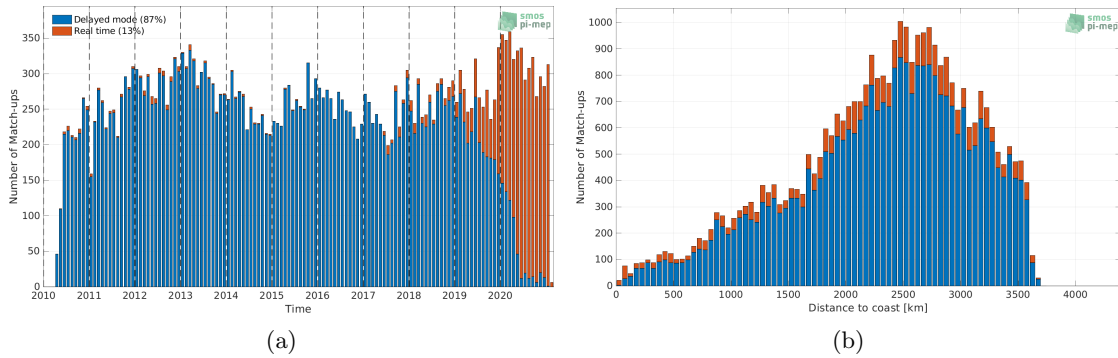 Delayed mode (87%)
Real time (13%)
smos
pi-mep
350
300
250
200
150
100
50
0
Number of Match-ups
2010 2011 2012 2013 2014 2015 2016 2017 2018 2019 2020
Time
(a)
smos
pi-mep
1000
900
800
700
600
500
400
300
200
100
0
Number of Match-ups
0 500 1000 1500 2000 2500 3000 3500 4000
Distance to coast [km]
(b)